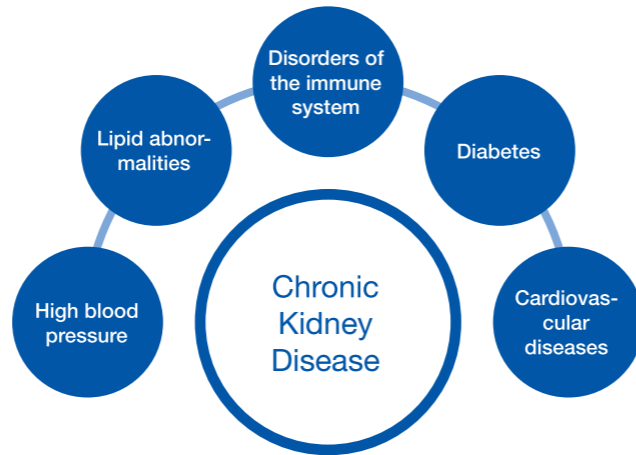 Disorders of
the immune
system
Lipid abnor-
malities
Diabetes
High blood
pressure
Chronic
Kidney
Disease
Cardiovas-
cular
diseases